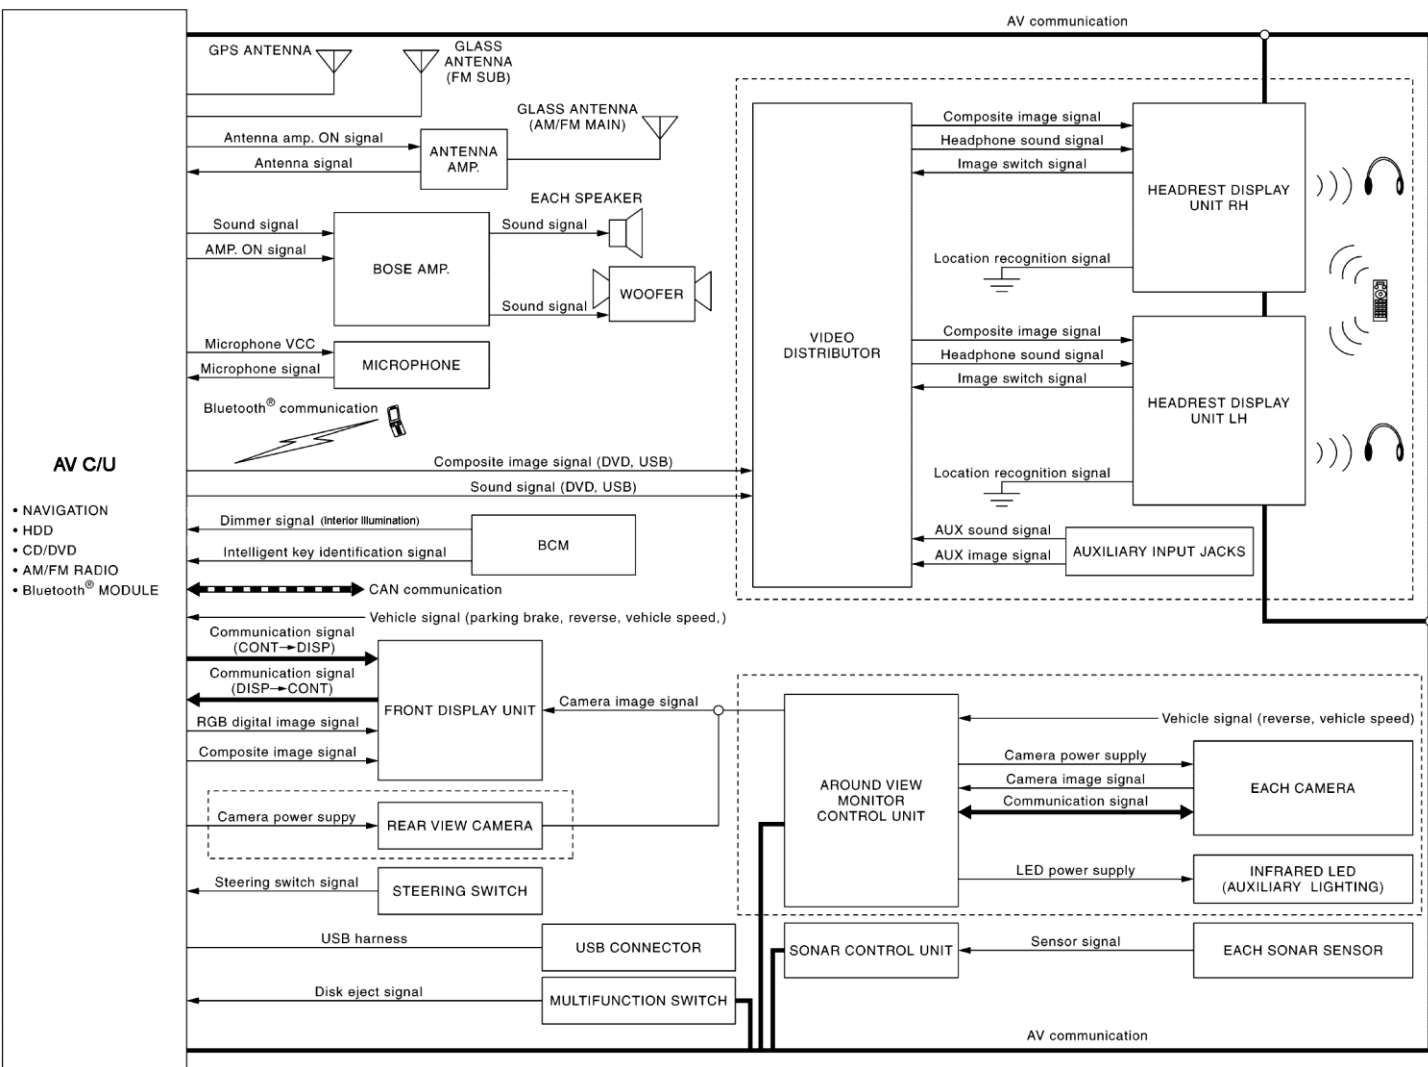 AV communication
GPS ANTENNA
GLASS
ANTENNA
(FM SUB)
GLASS ANTENNA
(AM/FM MAIN)
Antenna amp. ON signal
Antenna signal
ANTENNA
AMP.
EACH SPEAKER
Sound signal
AMP. ON signal
BOSE AMP.
Sound signal
Sound signal
WOOFER
Microphone VCC
Microphone signal
MICROPHONE
Bluetooth® communication
AV C/U
• NAVIGATION
• HDD
• CD/DVD
• AM/FM RADIO
• Bluetooth® MODULE
Composite image signal (DVD, USB)
Sound signal (DVD, USB)
Dimmer signal (Interior Illumination)
Intelligent key identification signal
BCM
CAN communication
Vehicle signal (parking brake, reverse, vehicle speed,)
Communication signal
(CONT→DISP)
Communication signal
(DISP→CONT)
RGB digital image signal
Composite image signal
FRONT DISPLAY UNIT
Camera image signal
Camera power suppy
REAR VIEW CAMERA
Steering switch signal
STEERING SWITCH
USB harness
USB CONNECTOR
Disk eject signal
MULTIFUNCTION SWITCH
VIDEO
DISTRIBUTOR
Composite image signal
Headphone sound signal
Image switch signal
HEADREST DISPLAY
UNIT RH
Location recognition signal
Composite image signal
Headphone sound signal
Image switch signal
HEADREST DISPLAY
UNIT LH
Location recognition signal
AUX sound signal
AUX image signal
AUXILIARY INPUT JACKS
AROUND VIEW
MONITOR
CONTROL UNIT
Vehicle signal (reverse, vehicle speed)
Camera power supply
Camera image signal
Communication signal
EACH CAMERA
LED power supply
INFRARED LED
(AUXILIARY LIGHTING)
SONAR CONTROL UNIT
Sensor signal
EACH SONAR SENSOR
AV communication